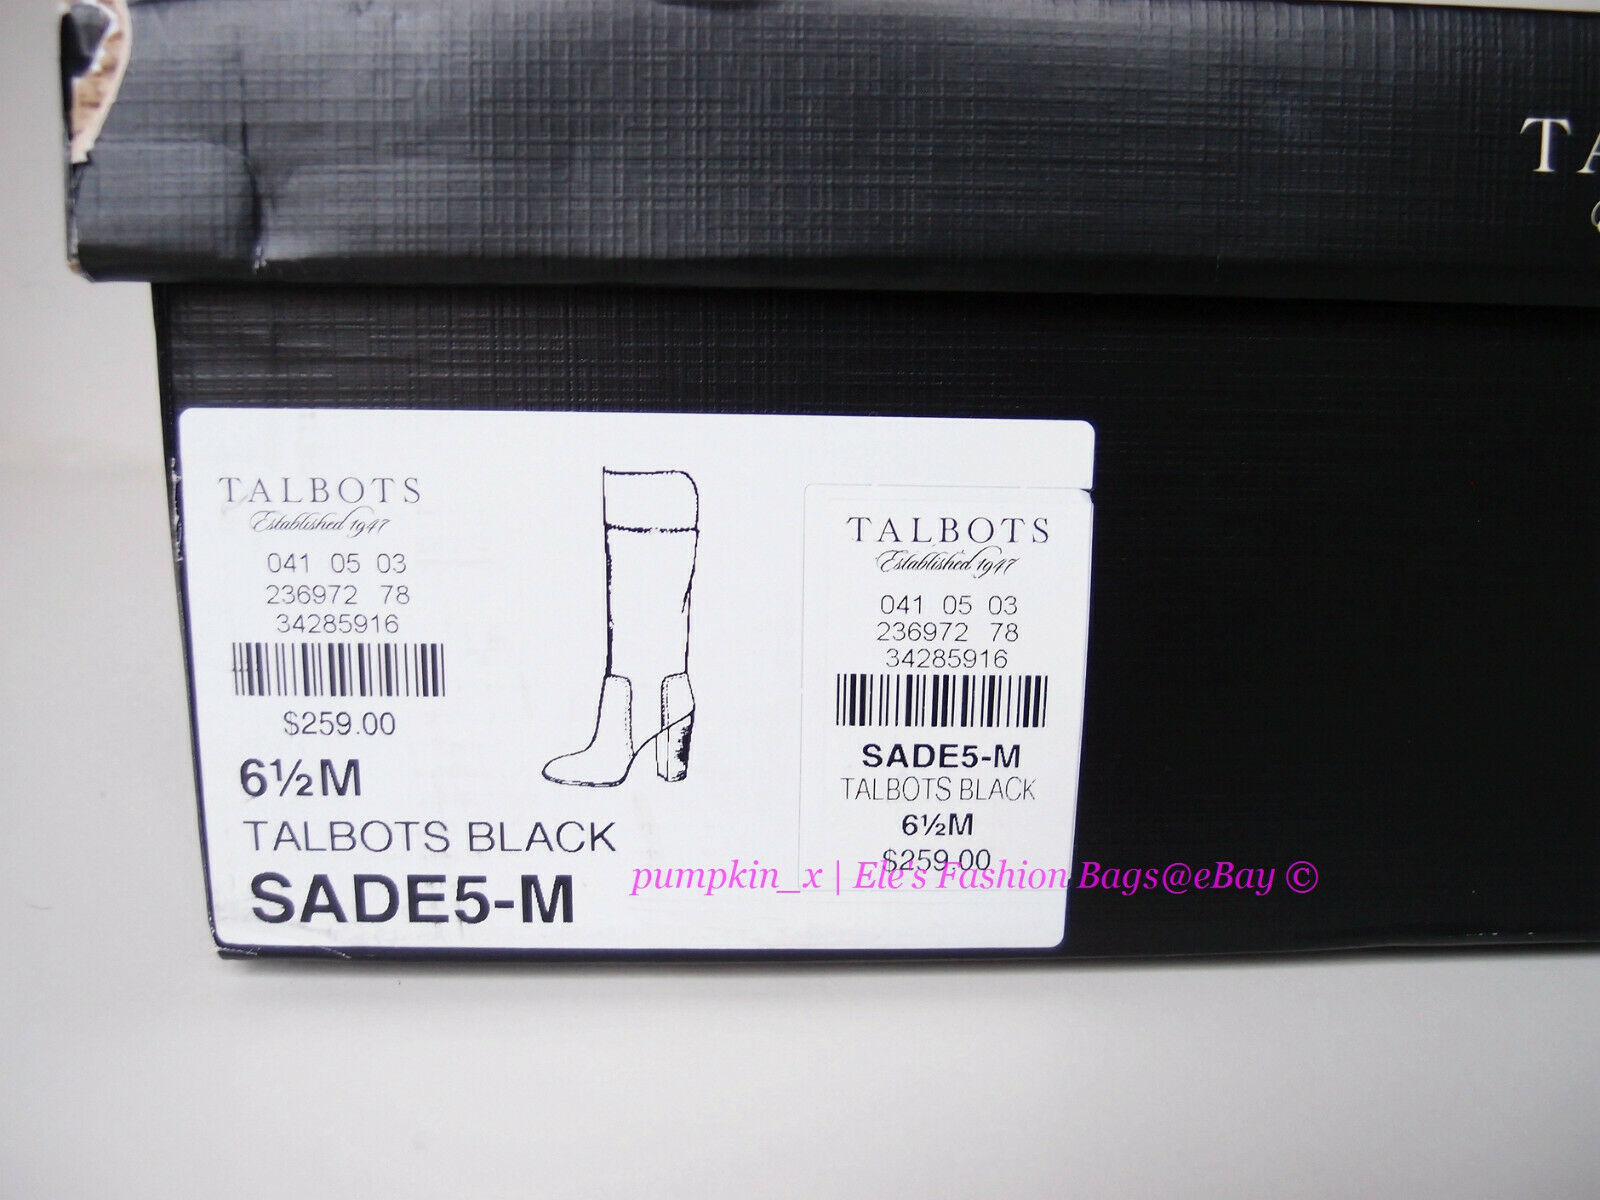 TALBOTS
Established 1947
041 05 03
236972 78
34285916
$259.00
6½M
TALBOTS BLACK
SADE5-M
TALBOTS
Established 1947
041 05 03
236972 78
34285916
SADE5-M
TALBOTS BLACK
6½M
$259.00
pumpkin_x | Ele's Fashion Bags@eBay ©